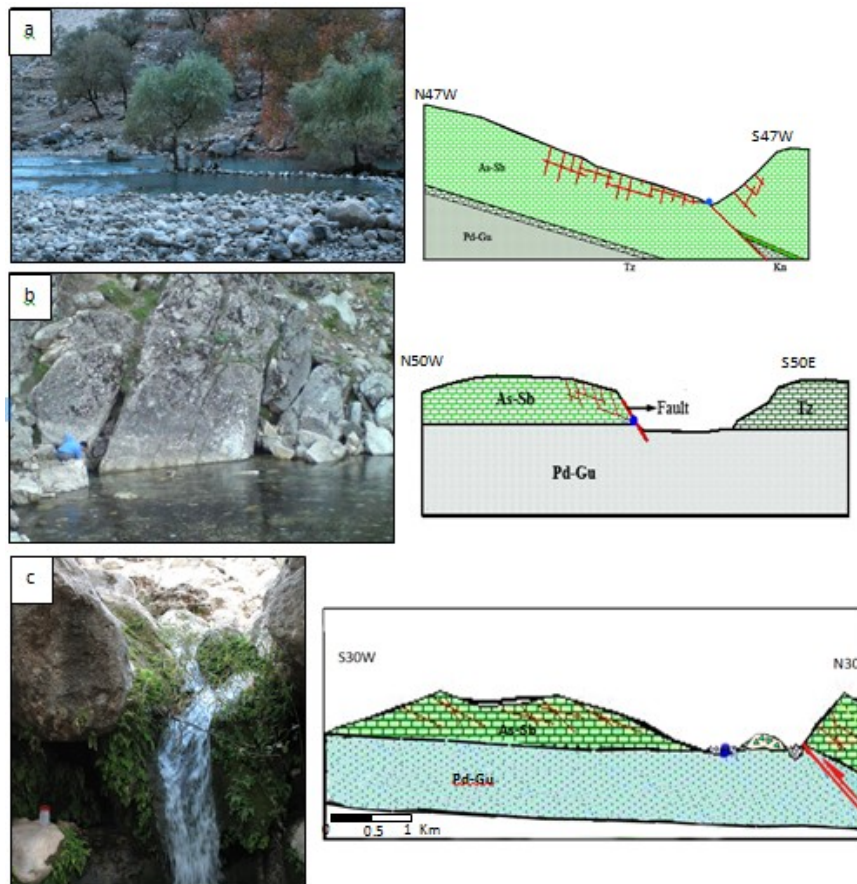 a
N47W
S47W
As-Sb
Pd-Gu
Tz
Kn
b
N50W
S50E
As-Sb
Fault
Tz
Pd-Gu
c
S30W
N30
As-Sb
Pd-Gu
0 0.5 1 Km